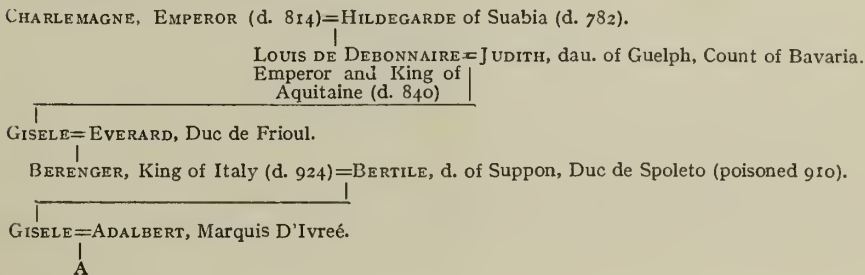 CHARLEMAGNE, EMPEROR (d. 814)=HILDEGARDE of Suabia (d. 782).
LOUIS DE DEBONNAIRE=JUDITH, dau. of Guelph, Count of Bavaria.
Emperor and King of
Aquitaine (d. 840)
GISELE=EVERARD, Duc de Frioul.
BERENGER, King of Italy (d. 924)=BERTILE, d. of Suppon, Duc de Spoleto (poisoned 910).
GISELE=ADALBERT, Marquis D'Ivreé.
A